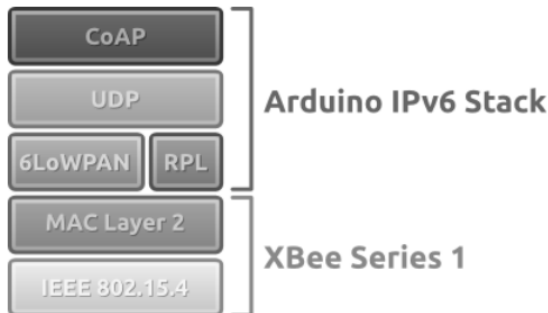 CoAP
UDP
Arduino IPv6 Stack
6LoWPAN RPL
MAC Layer 2
XBee Series 1
IEEE 802.15.4